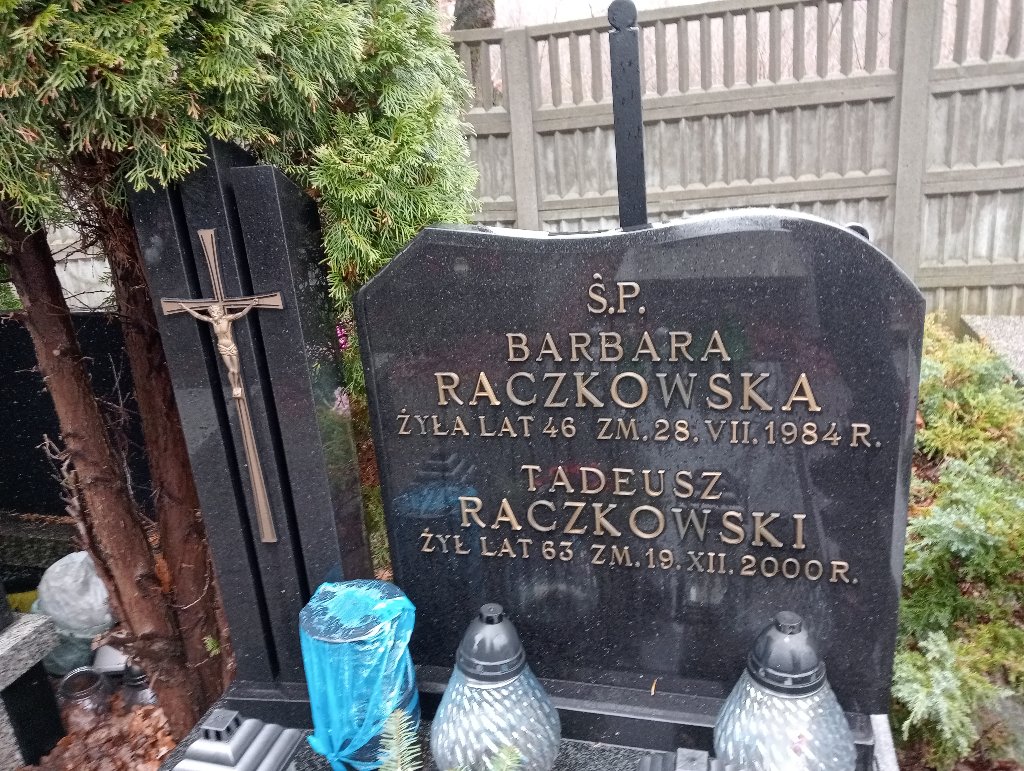 Ś.P.
BARBARA
RACZKOWSKA
ŻYŁA LAT 46 ZM. 28. VII. 1984 R.
TADEUSZ
RACZKOWSKI
ŻYŁ LAT 63 ZM. 19. XII. 2000 R.